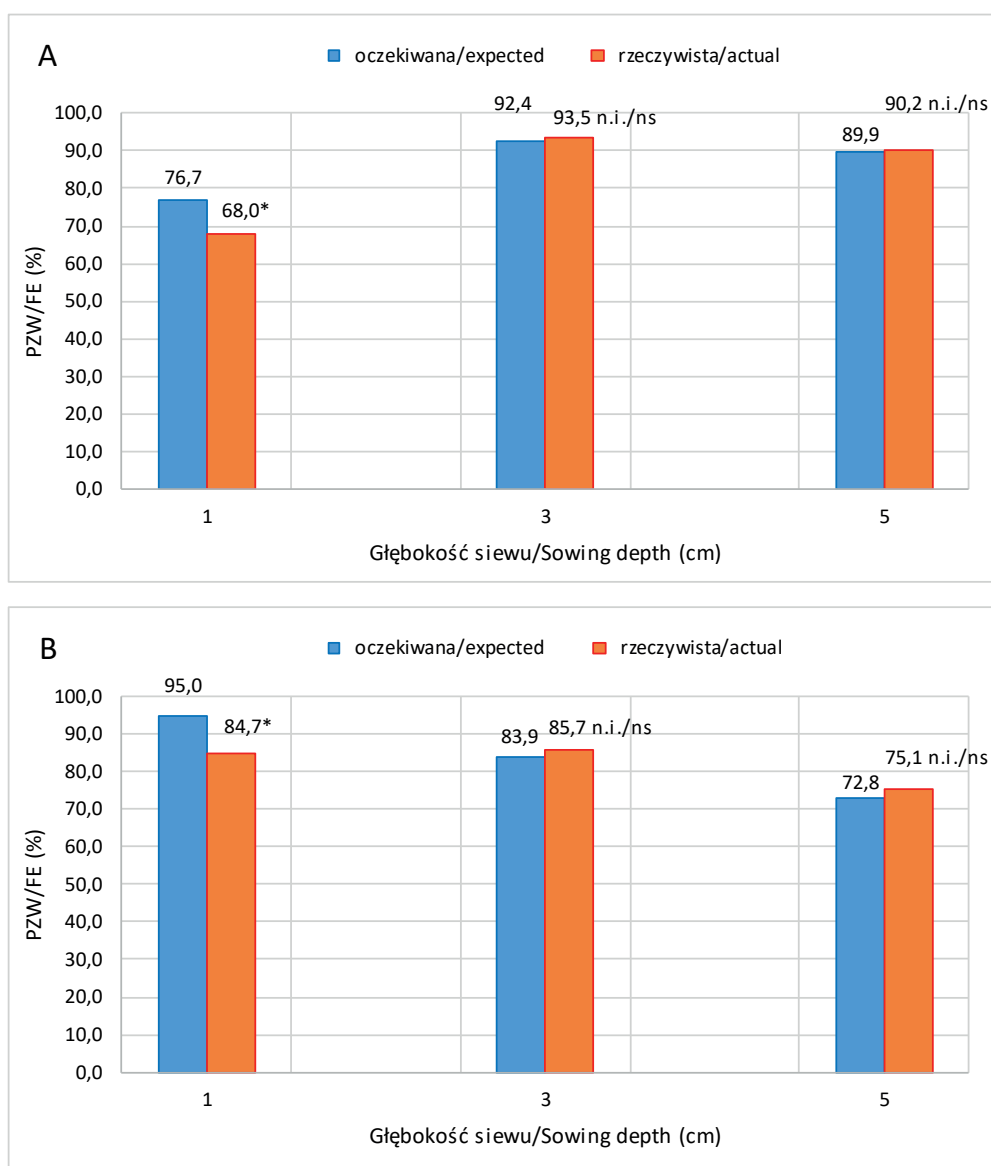 A
oczekiwana/expected rzeczywista/actual
PZW/FE (%)
100,0
90,0
80,0
70,0
60,0
50,0
40,0
30,0
20,0
10,0
0,0
76,7
68,0*
92,4
93,5 n.i./ns
89,9
90,2 n.i./ns
1 3 5
Głębokość siewu/Sowing depth (cm)
B
oczekiwana/expected rzeczywista/actual
PZW/FE (%)
100,0
90,0
80,0
70,0
60,0
50,0
40,0
30,0
20,0
10,0
0,0
95,0
84,7*
83,9
85,7 n.i./ns
72,8
75,1 n.i./ns
1 3 5
Głębokość siewu/Sowing depth (cm)